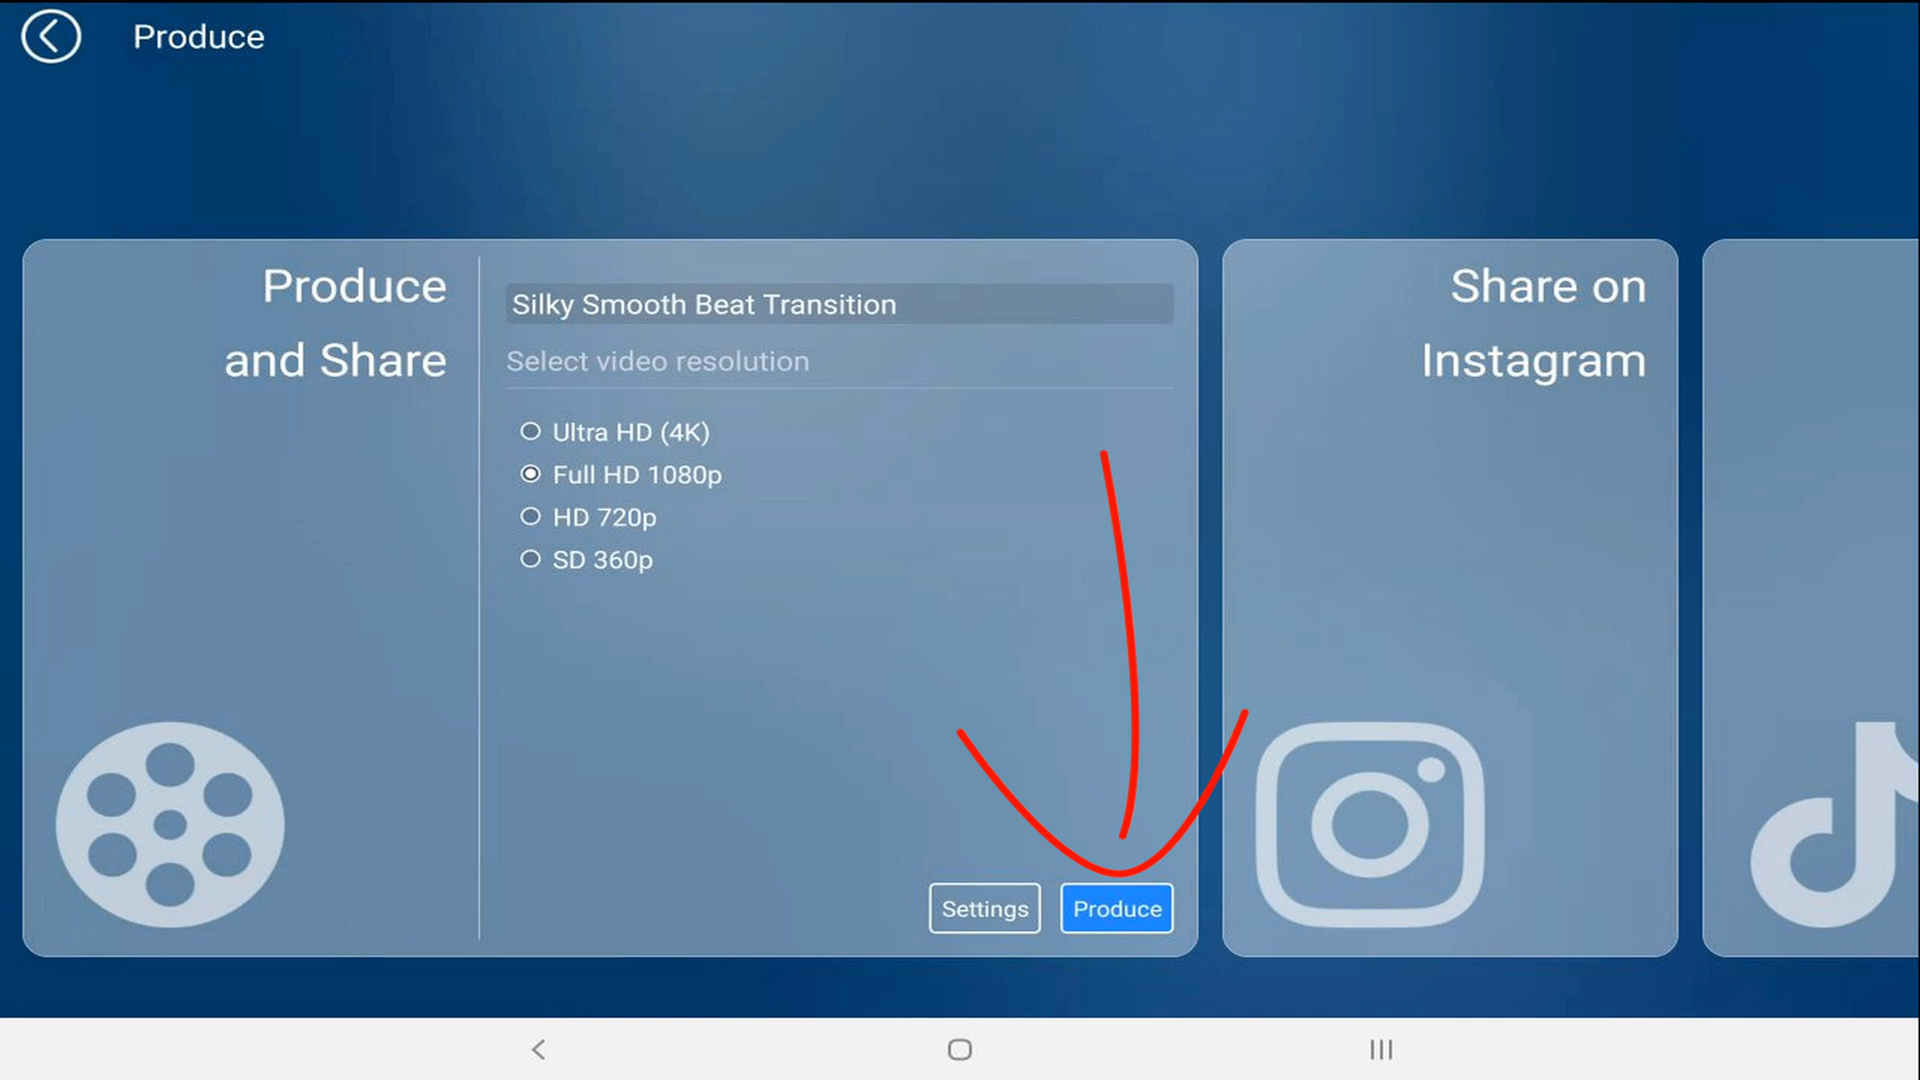 Produce
Produce
and Share
Silky Smooth Beat Transition
Select video resolution
Ultra HD (4K)
Full HD 1080p
HD 720p
SD 360p
Settings
Produce
Share on
Instagram